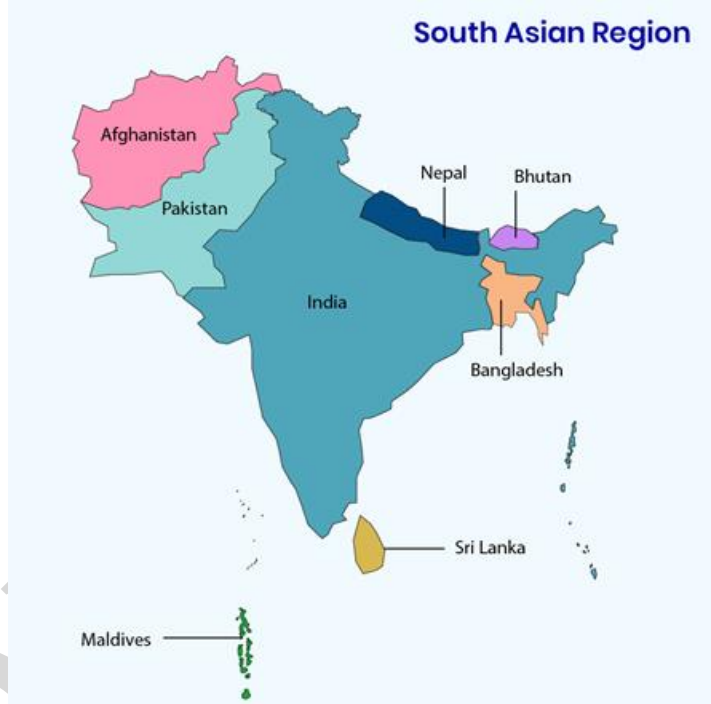 South Asian Region
Afghanistan
Nepal
Bhutan
Pakistan
India
Bangladesh
Sri Lanka
Maldives